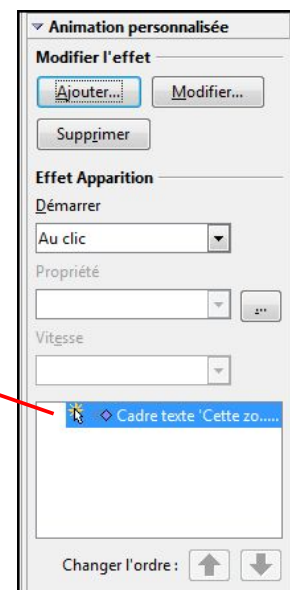 Animation personnalisée
Modifier l'effet
Ajouter... Modifier...
Supprimer
Effet Apparition
Démarrer
Au clic
Propriété
...
Vitesse
Cadre texte 'Cette zo.....
Changer l'ordre :